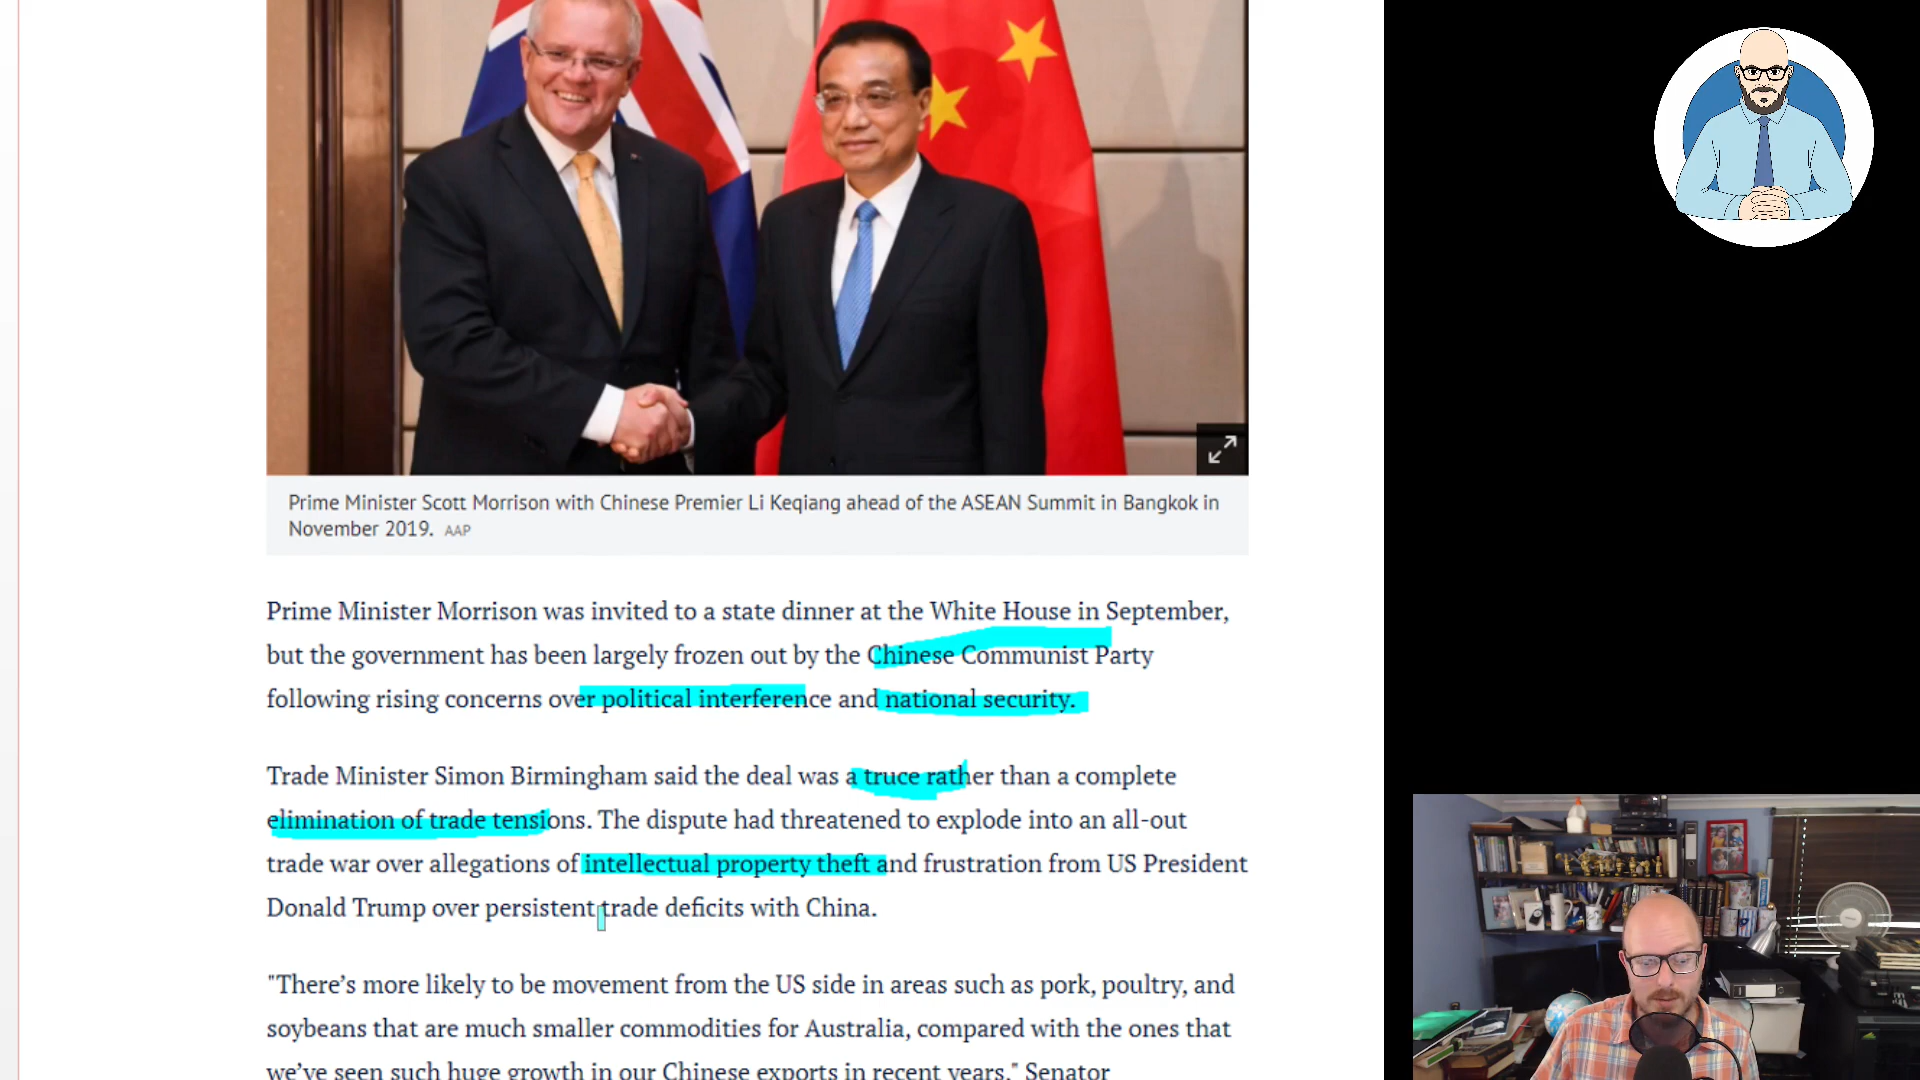 Prime Minister Scott Morrison with Chinese Premier Li Keqiang ahead of the ASEAN Summit in Bangkok in
November 2019. AAP
Prime Minister Morrison was invited to a state dinner at the White House in September,
but the government has been largely frozen out by the Chinese Communist Party
following rising concerns over political interference and national security.
Trade Minister Simon Birmingham said the deal was a truce rather than a complete
elimination of trade tensions. The dispute had threatened to explode into an all-out
trade war over allegations of intellectual property theft and frustration from US President
Donald Trump over persistent trade deficits with China.
"There’s more likely to be movement from the US side in areas such as pork, poultry, and
soybeans that are much smaller commodities for Australia, compared with the ones that
we’ve seen such huge growth in our Chinese exports in recent years." Senator